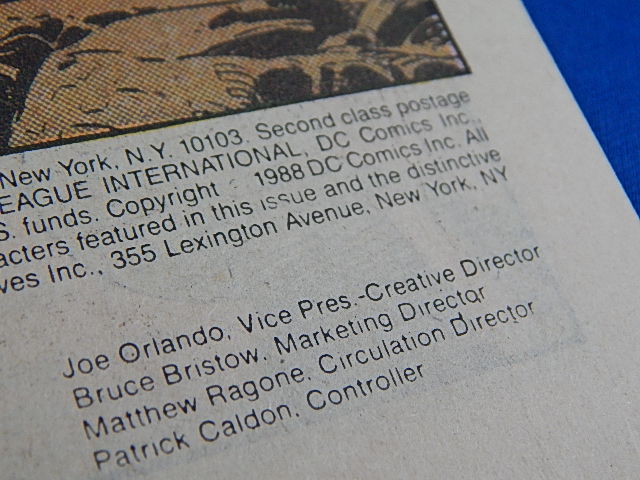 New York, N.Y. 10103. Second class postage
EAGUE INTERNATIONAL, DC Comics Inc.,
S. funds. Copyright © 1988 DC Comics Inc. All
acters featured in this issue and the distinctive
ves Inc., 355 Lexington Avenue, New York, NY
Joe Orlando, Vice Pres.-Creative Director
Bruce Bristow, Marketing Director
Matthew Ragone, Circulation Director
Patrick Caldon, Controller